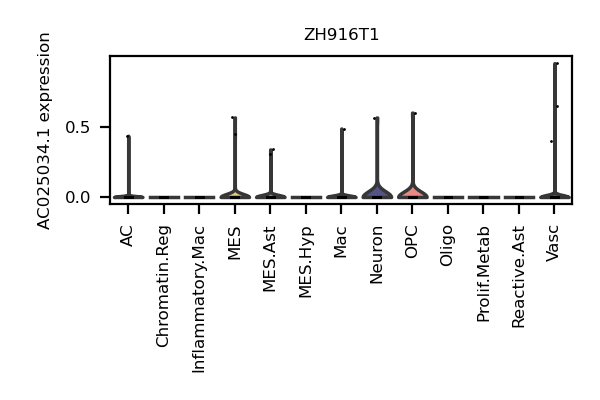 ZH916T1
AC025034.1 expression
0.5
0.0
AC
Chromatin.Reg
Inflammatory.Mac
MES
MES.Ast
MES.Hyp
Mac
Neuron
OPC
Oligo
Prolif.Metab
Reactive.Ast
Vasc